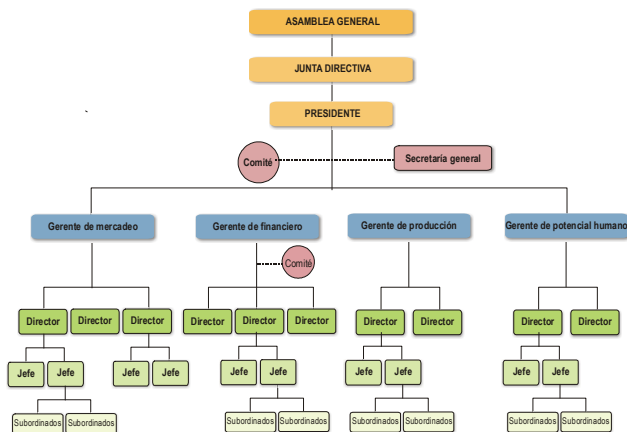 ASAMBLEA GENERAL
JUNTA DIRECTIVA
PRESIDENTE
Comité
Secretaría general
Gerente de mercadeo
Gerente de financiero
Gerente de producción
Gerente de potencial humano
Comité
Director Director Director Director Director Director Director Director Director Director
Jefe Jefe Jefe Jefe Jefe Jefe Jefe Jefe Jefe Jefe
Subordinados Subordinados Subordinados Subordinados Subordinados Subordinados Subordinados Subordinados